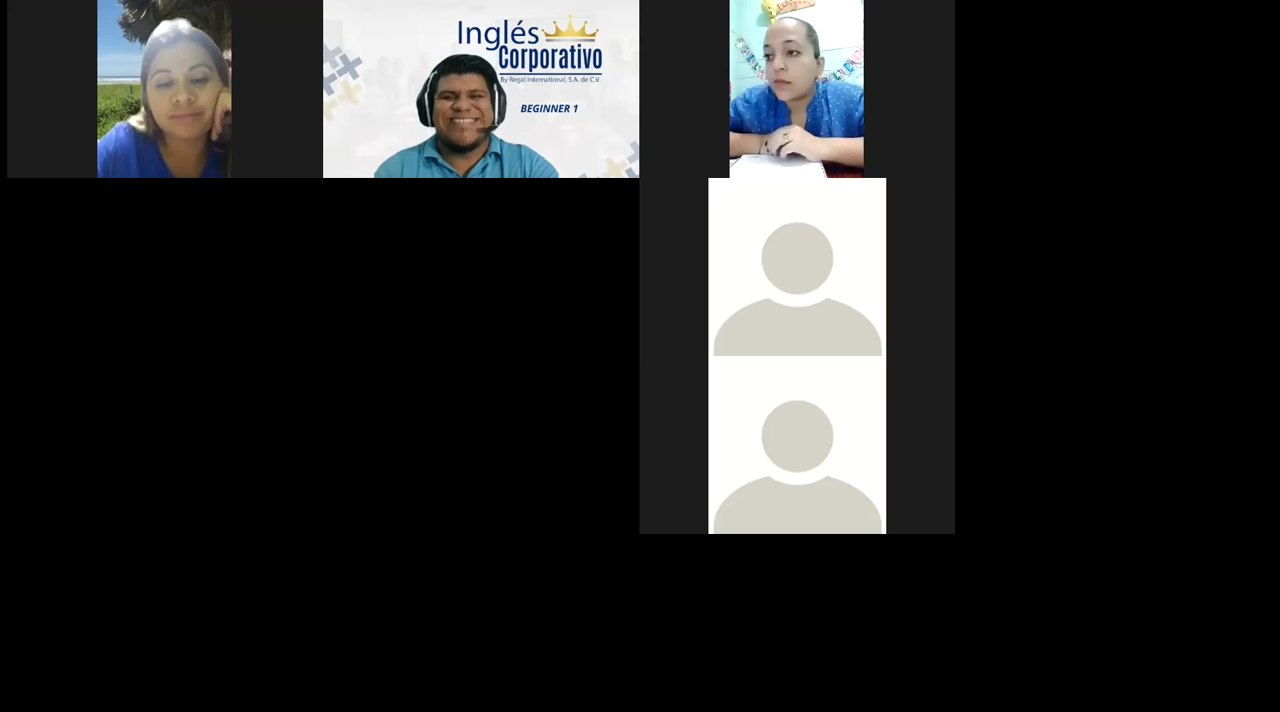 Inglés
Corporativo
By Regal International, S.A. de C.V.
BEGINNER 1